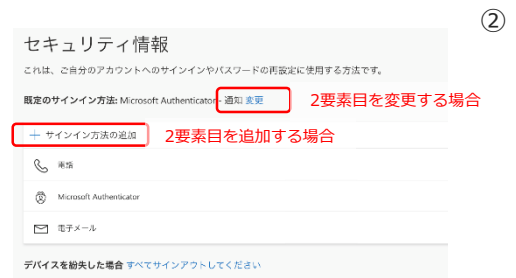 ②
セキュリティ情報
これは、ご自分のアカウントへのサインインやパスワードの再設定に使用する方法です。
既定のサインイン方法: Microsoft Authenticator - 通知 変更 2要素目を変更する場合
+ サインイン方法の追加 2要素目を追加する場合
電話
Microsoft Authenticator
電子メール
デバイスを紛失した場合 すべてサインアウトしてください